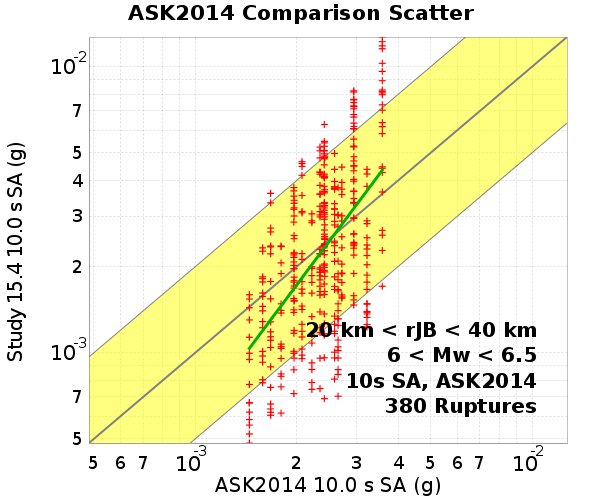 ASK2014 Comparison Scatter
Study 15.4 10.0 s SA (g)
10-2
7
5
4
3
2
10-3
7
5
20 km < rJB < 40 km
6 < Mw < 6.5
10s SA, ASK2014
380 Ruptures
5 6 7 10-3 2 3 4 5 6 7 10-2
ASK2014 10.0 s SA (g)